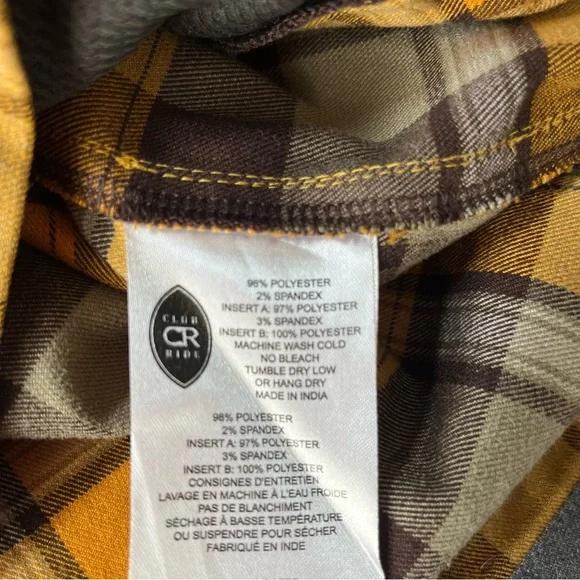 CLUB
CR
RIDE
98% POLYESTER
2% SPANDEX
INSERT A: 97% POLYESTER
3% SPANDEX
INSERT B: 100% POLYESTER
MACHINE WASH COLD
NO BLEACH
TUMBLE DRY LOW
OR HANG DRY
MADE IN INDIA
98% POLYESTER
2% SPANDEX
INSERT A: 97% POLYESTER
3% SPANDEX
INSERT B: 100% POLYESTER
CONSIGNES D'ENTRETIEN
LAVAGE EN MACHINE À L'EAU FROIDE
PAS DE BLANCHIMENT
SÉCHAGE À BASSE TEMPÉRATURE
OU SUSPENDRE POUR SÉCHER
FABRIQUÉ EN INDE